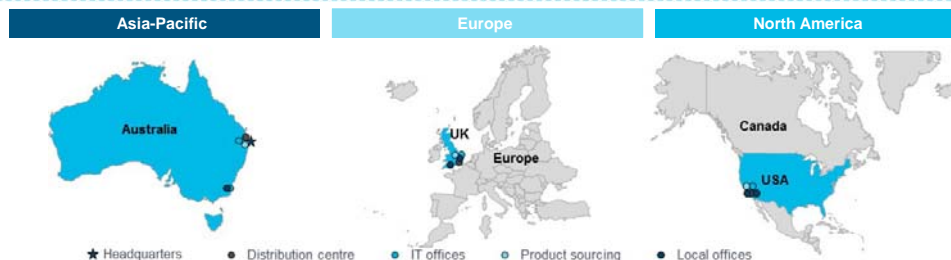 Asia-Pacific
Europe
North America
Australia
UK
Europe
Canada
USA
Headquarters
Distribution centre
IT offices
Product sourcing
Local offices